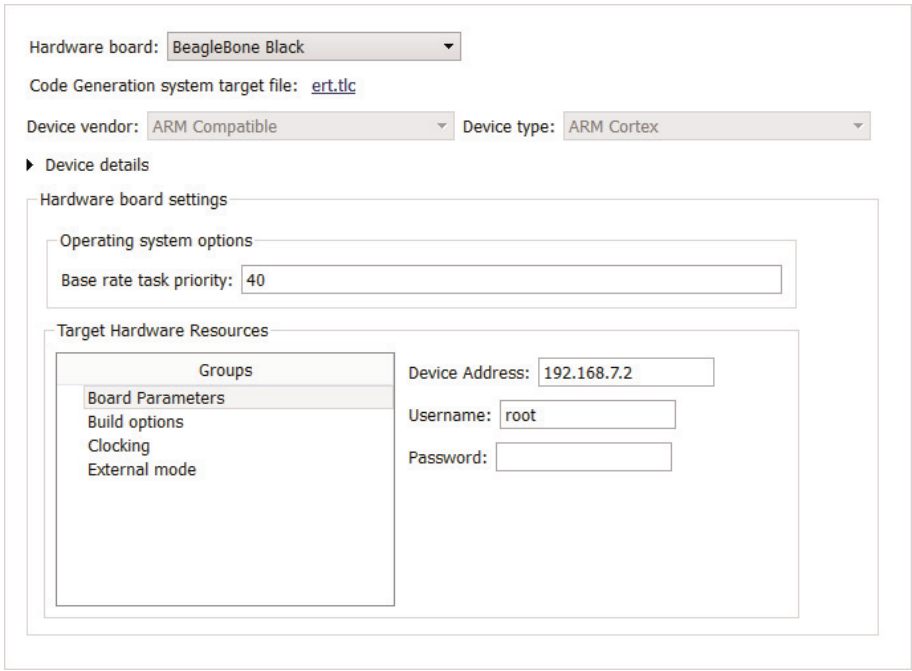 Hardware board: BeagleBone Black
Code Generation system target file: ert.tlc
Device vendor: ARM Compatible Device type: ARM Cortex
Device details
Hardware board settings
Operating system options
Base rate task priority: 40
Target Hardware Resources
Groups
Board Parameters
Build options
Clocking
External mode
Device Address: 192.168.7.2
Username: root
Password: